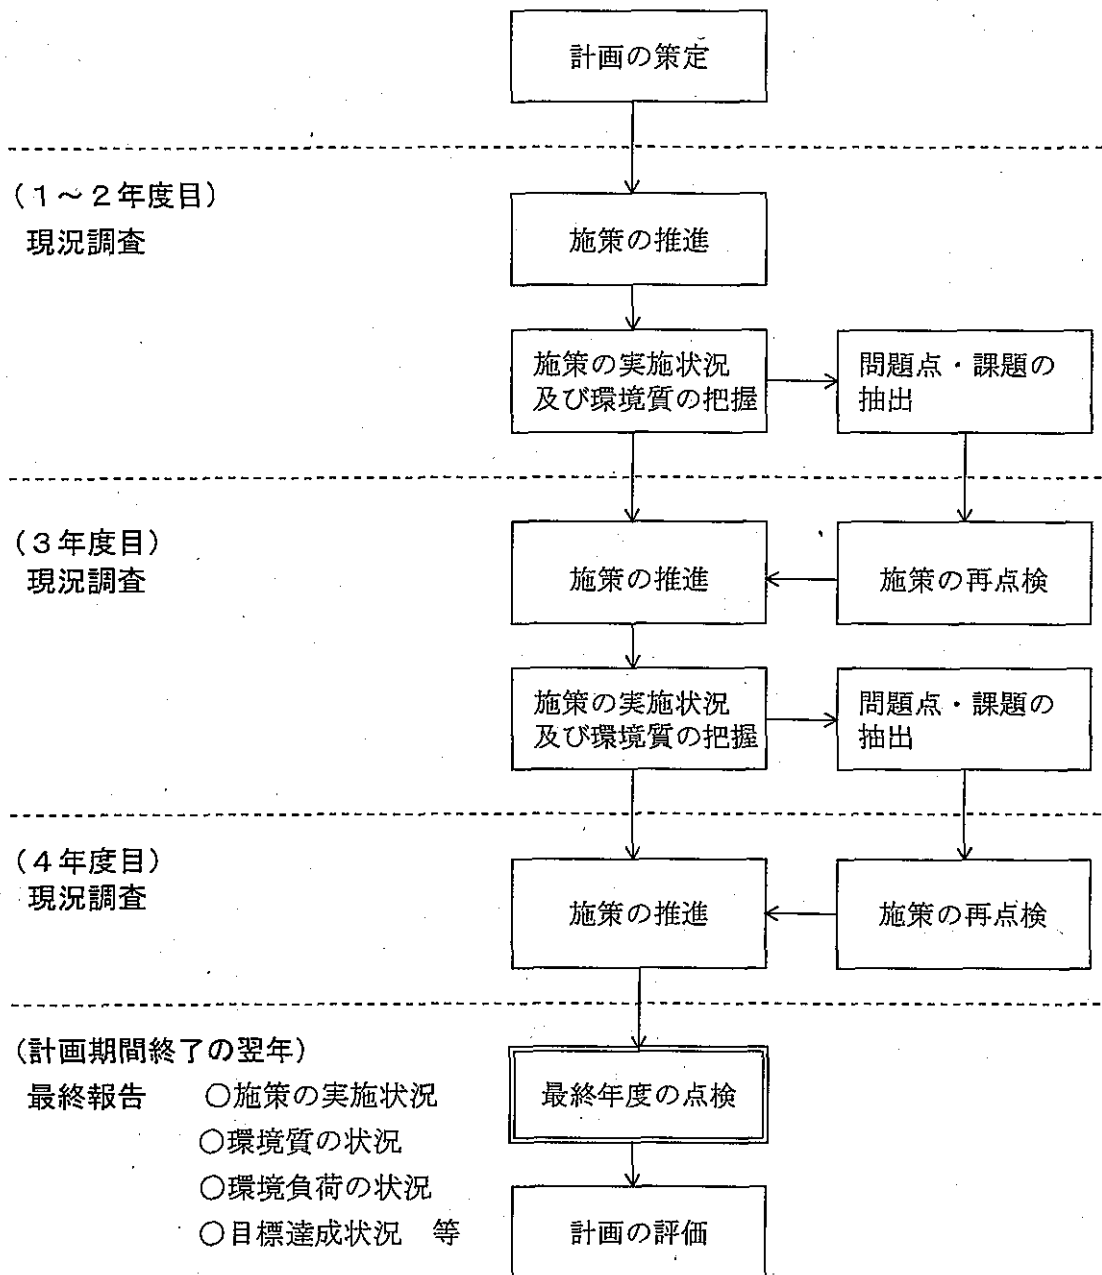 計画の策定
(1～2年度目)
現況調査
施策の推進
施策の実施状況
及び環境質の把握
問題点・課題の
抽出
(3年度目)
現況調査
施策の推進
施策の再点検
施策の実施状況
及び環境質の把握
問題点・課題の
抽出
(4年度目)
現況調査
施策の推進
施策の再点検
(計画期間終了の翌年)
最終報告 ○施策の実施状況
○環境質の状況
○環境負荷の状況
○目標達成状況 等
最終年度の点検
計画の評価